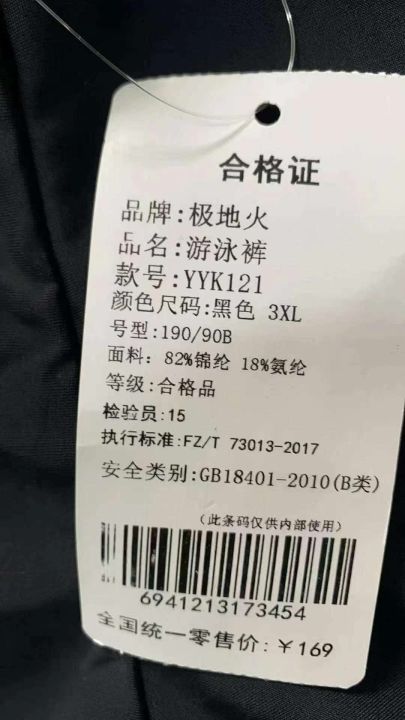 合格证
品牌:极地火
品名:游泳裤
款号:YYK121
颜色尺码:黑色 3XL
号型:190/90B
面料: 82%锦纶 18%氨纶
等级:合格品
检验员:15
执行标准:FZ/T 73013-2017
安全类别:GB18401-2010(B类)
(此条码仅供内部使用)
6941213173454
全国统一零售价:￥169